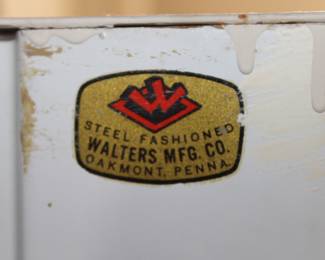 W
STEEL FASHIONED
WALTERS MFG. CO.
OAKMONT, PENNA.